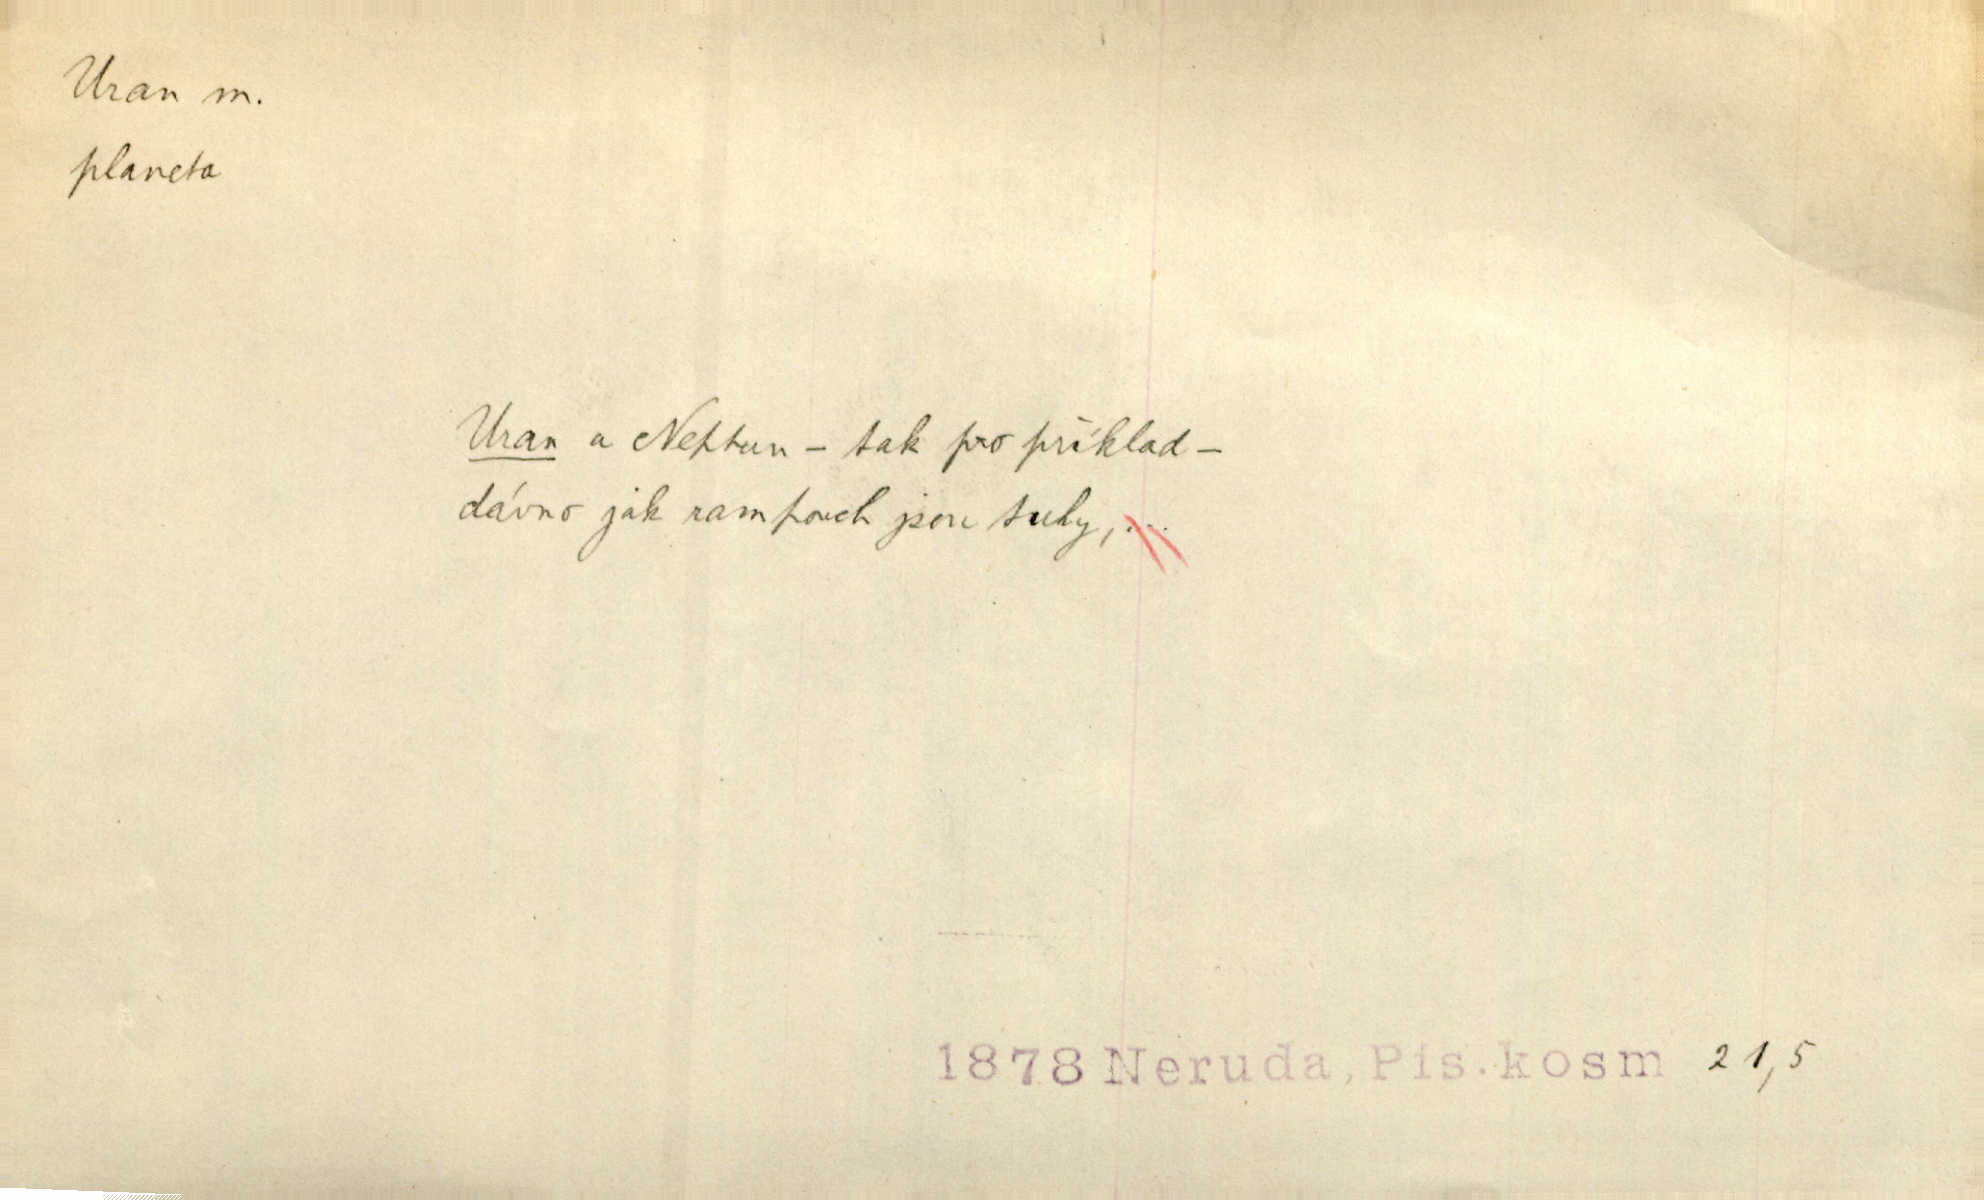 Uran m.
planeta
Uran a Neptun – tak pro příklad –
dávno jak rampouch jsou tuhy,...
1878 Neruda, Pís. kosm 21,5